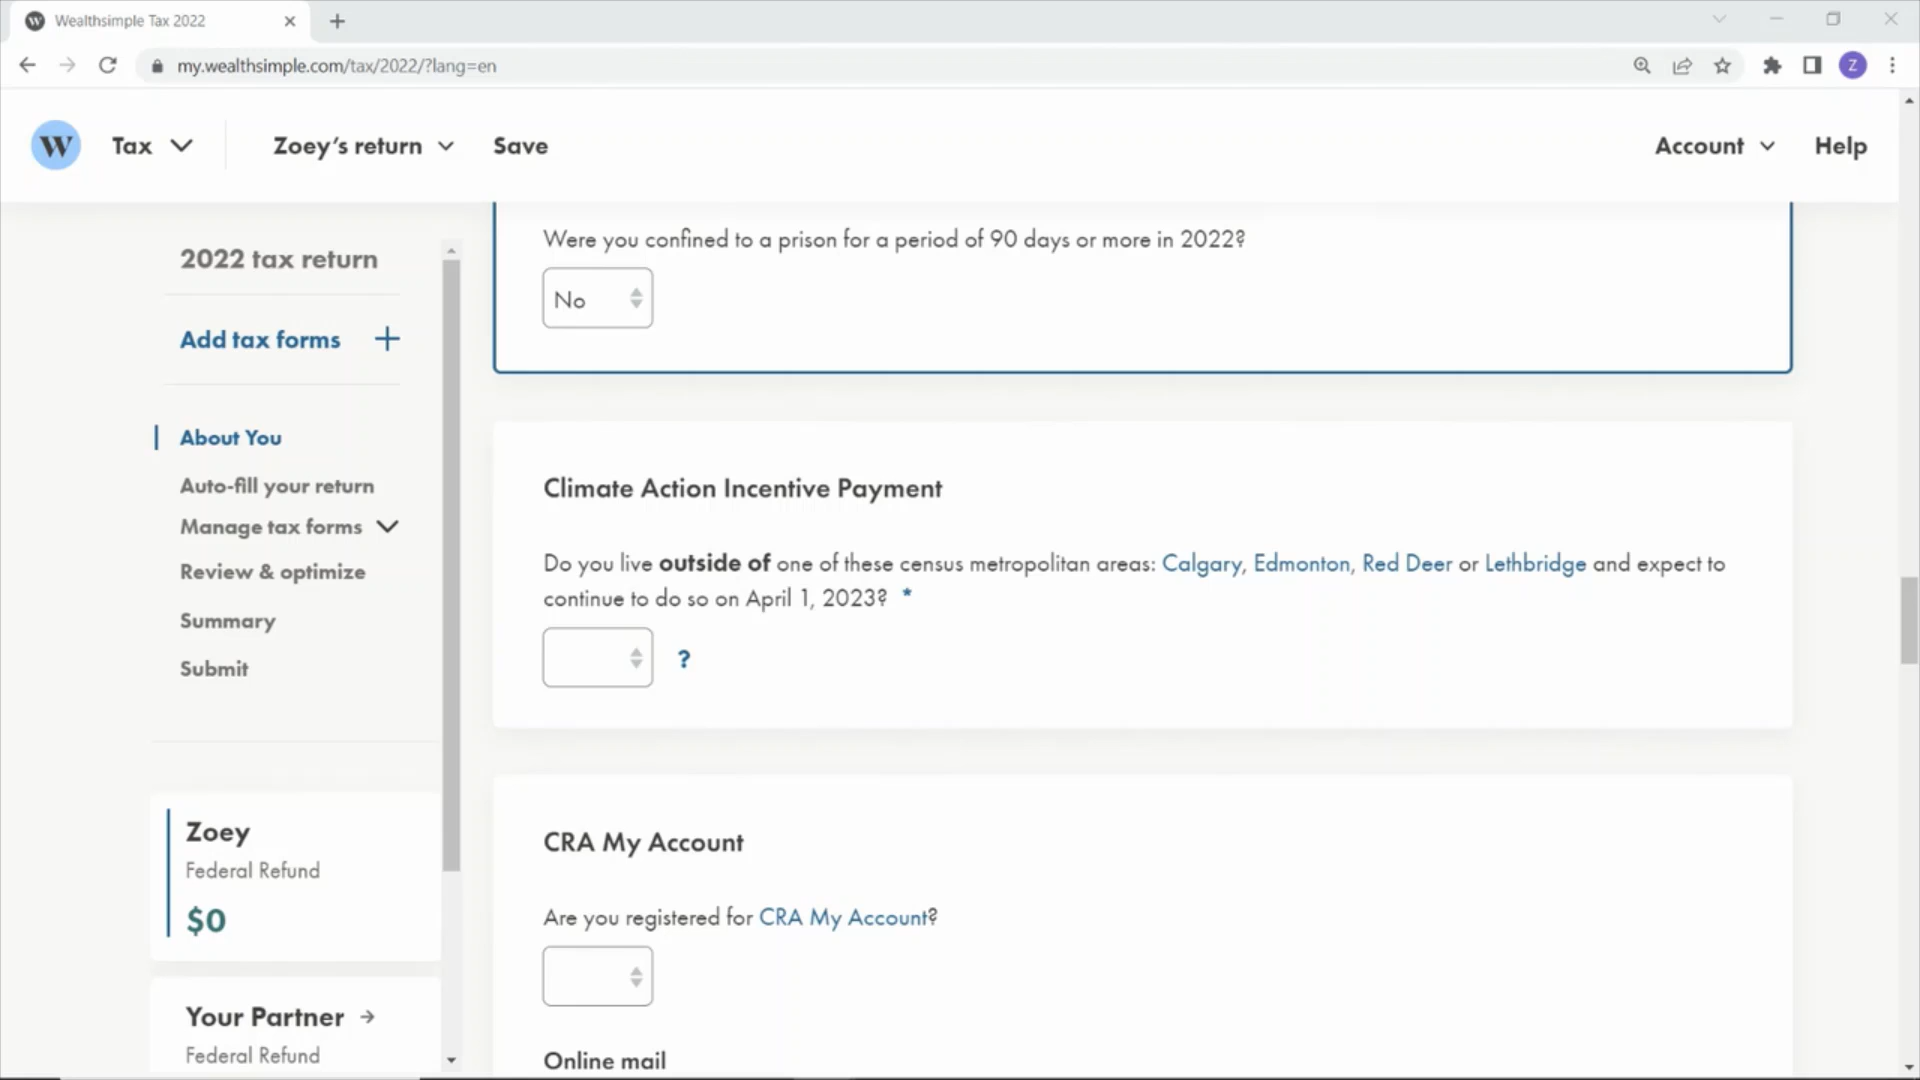 W Wealthsimple Tax 2022
my.wealthsimple.com/tax/2022/?lang=en
Z
W Tax Zoey's return Save Account Help
2022 tax return
Add tax forms +
About You
Auto-fill your return
Manage tax forms
Review & optimize
Summary
Submit
Zoey
Federal Refund
$0
Your Partner →
Federal Refund
Were you confined to a prison for a period of 90 days or more in 2022?
No
Climate Action Incentive Payment
Do you live outside of one of these census metropolitan areas: Calgary, Edmonton, Red Deer or Lethbridge and expect to
continue to do so on April 1, 2023? *
?
CRA My Account
Are you registered for CRA My Account?
Online mail